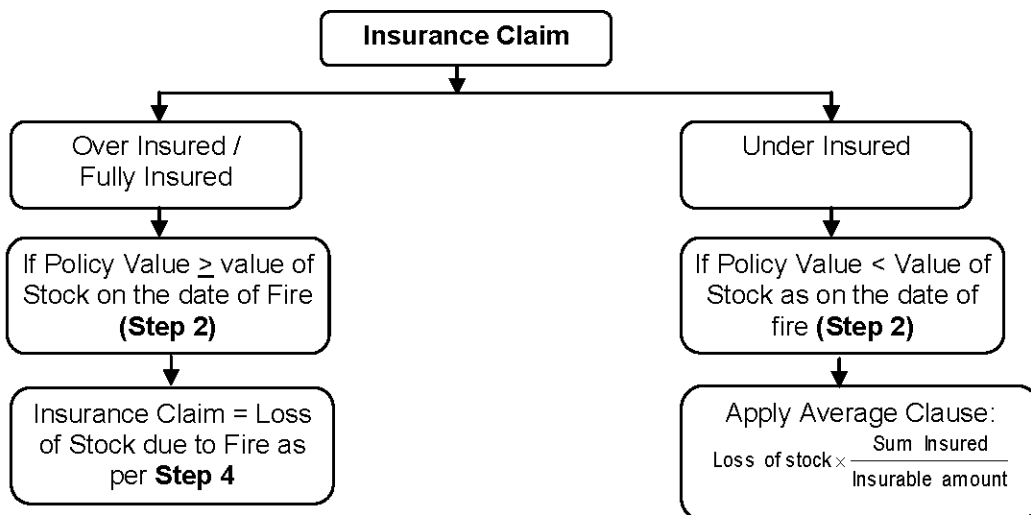 Insurance Claim
Over Insured /
Fully Insured
Under Insured
If Policy Value ≥ value of
Stock on the date of Fire
(Step 2)
If Policy Value < Value of
Stock as on the date of
fire (Step 2)
Insurance Claim = Loss
of Stock due to Fire as
per Step 4
Apply Average Clause:
Loss of stock × Sum Insured / Insurable amount